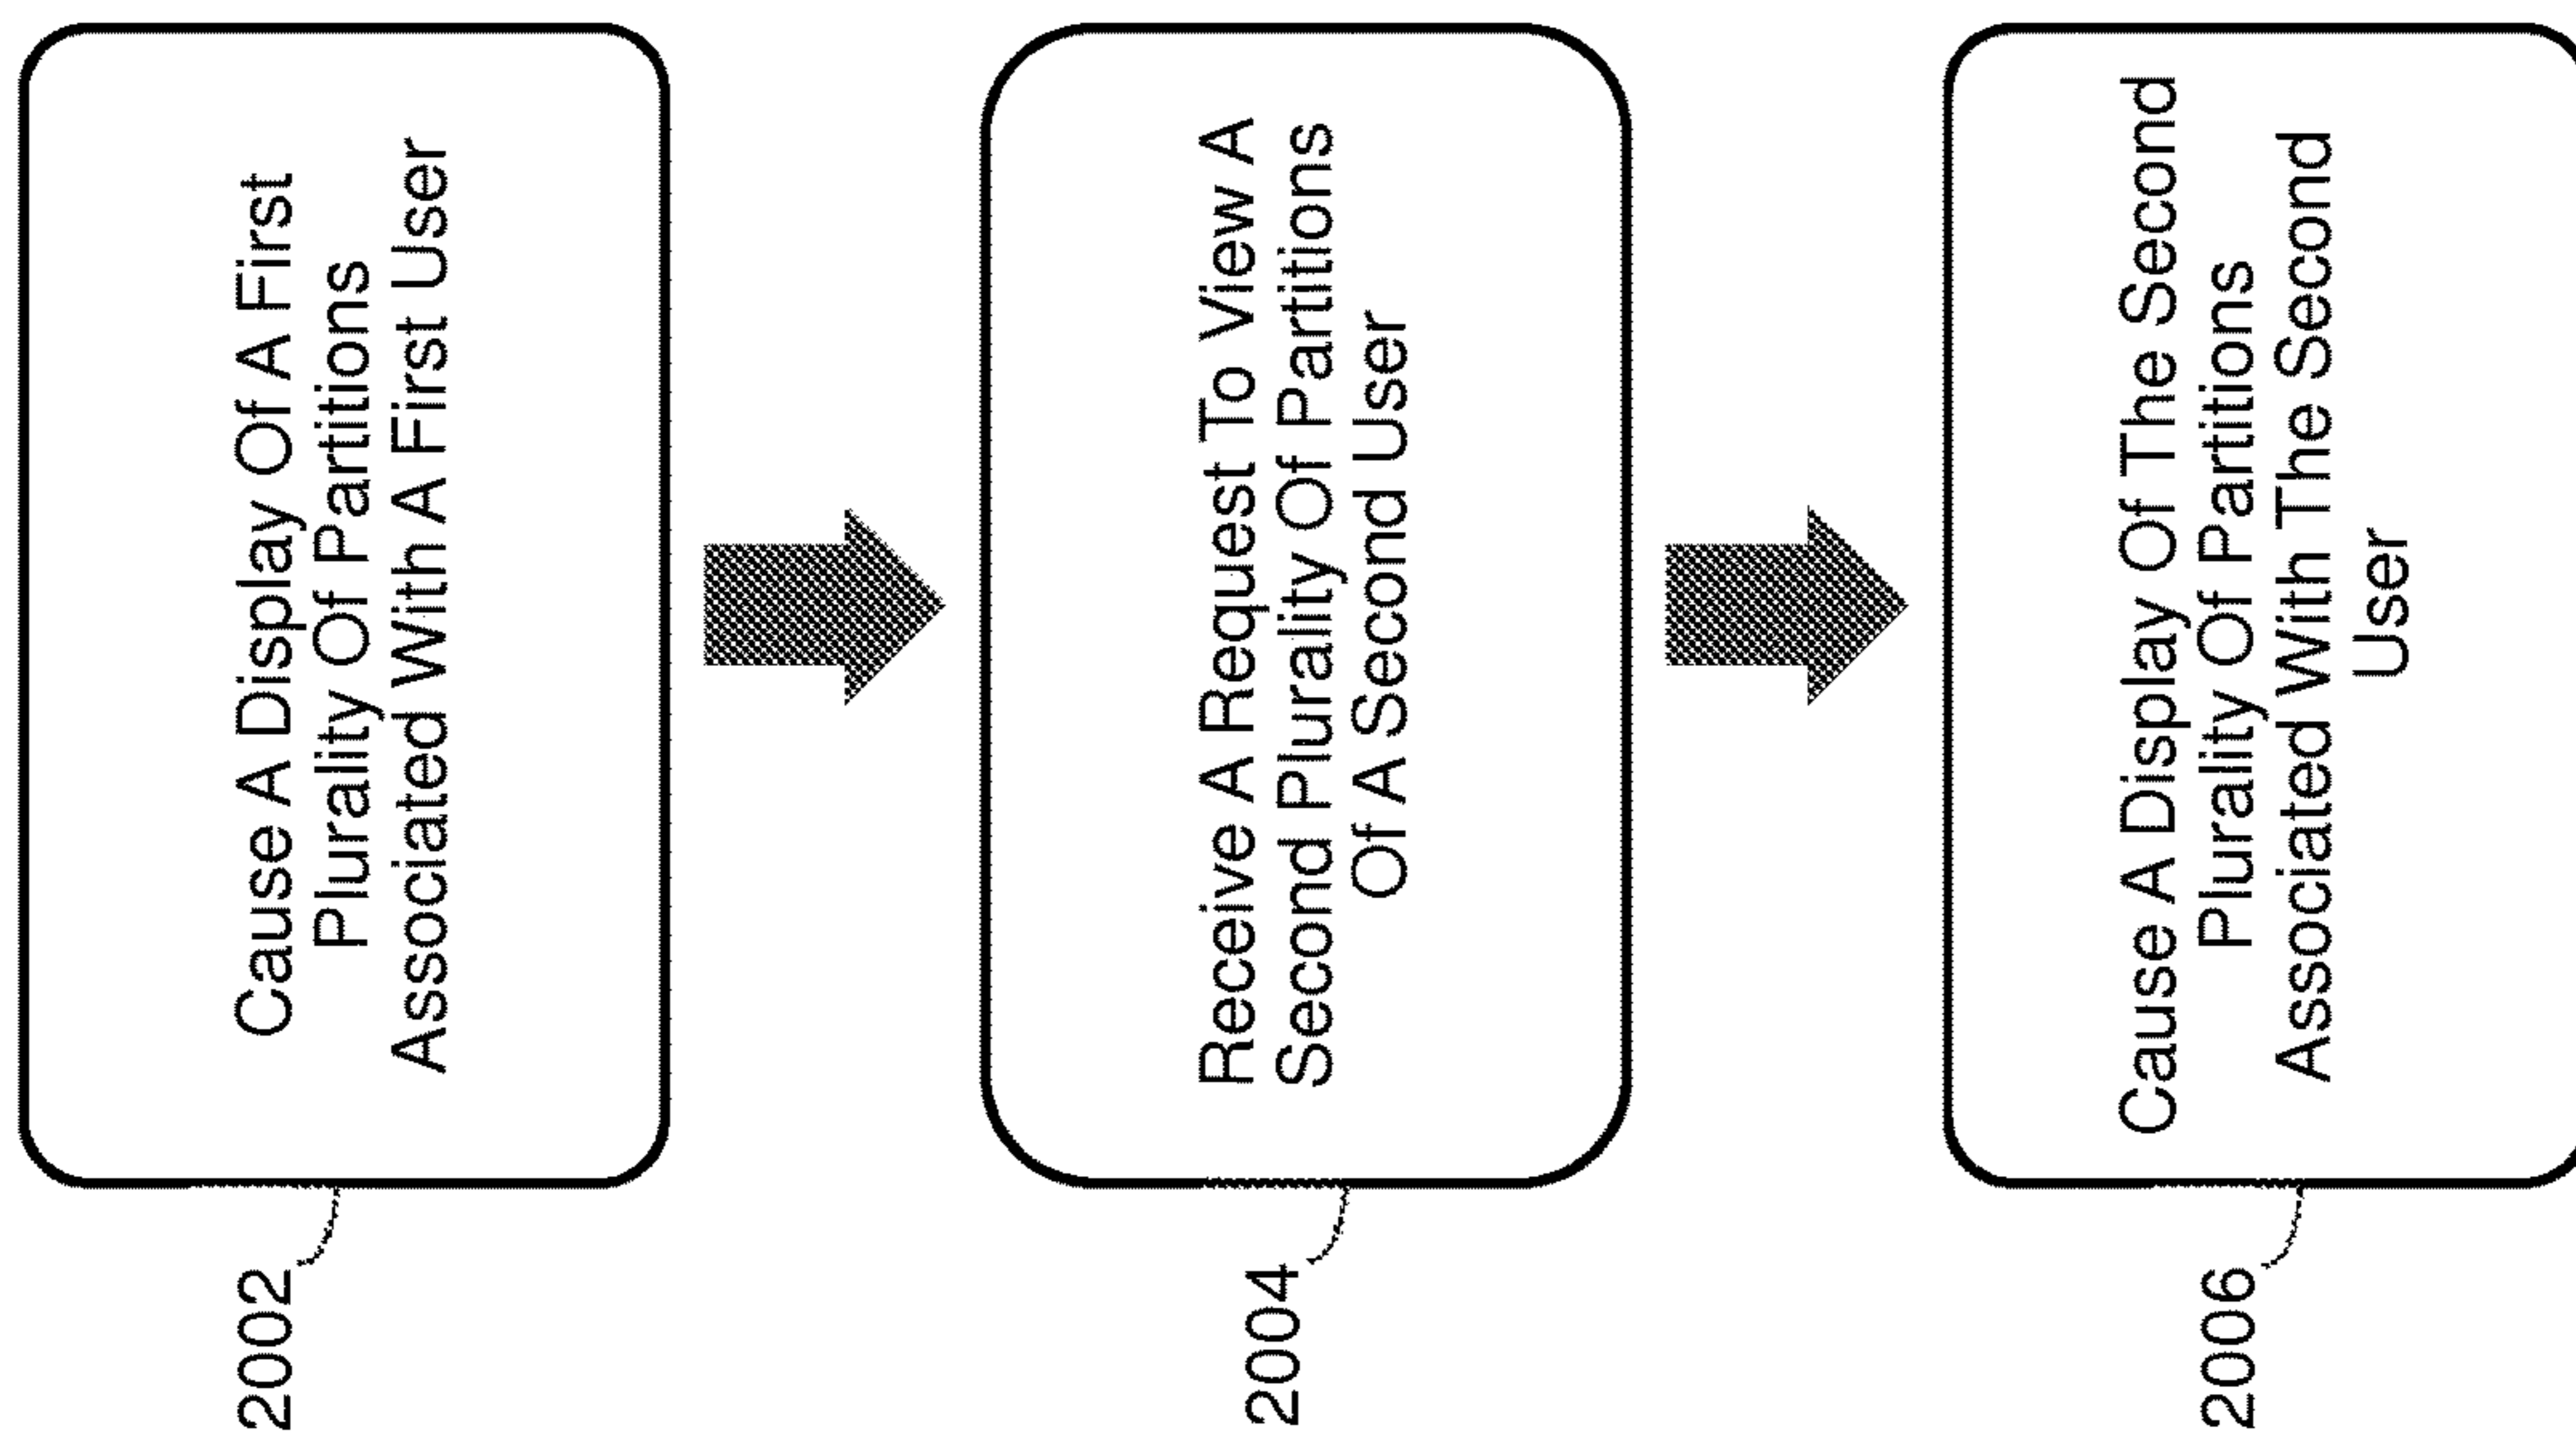 2002
Cause A Display Of A First
Plurality Of Partitions
Associated With A First User
2004
Receive A Request To View A
Second Plurality Of Partitions
Of A Second User
2006
Cause A Display Of The Second
Plurality Of Partitions
Associated With The Second
User